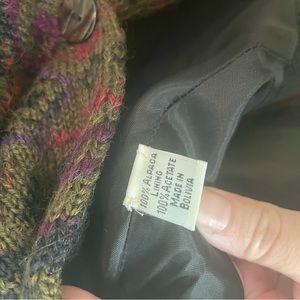 100% ALPACA
LINING
100% ACETATE
MADE IN
BOLIVIA